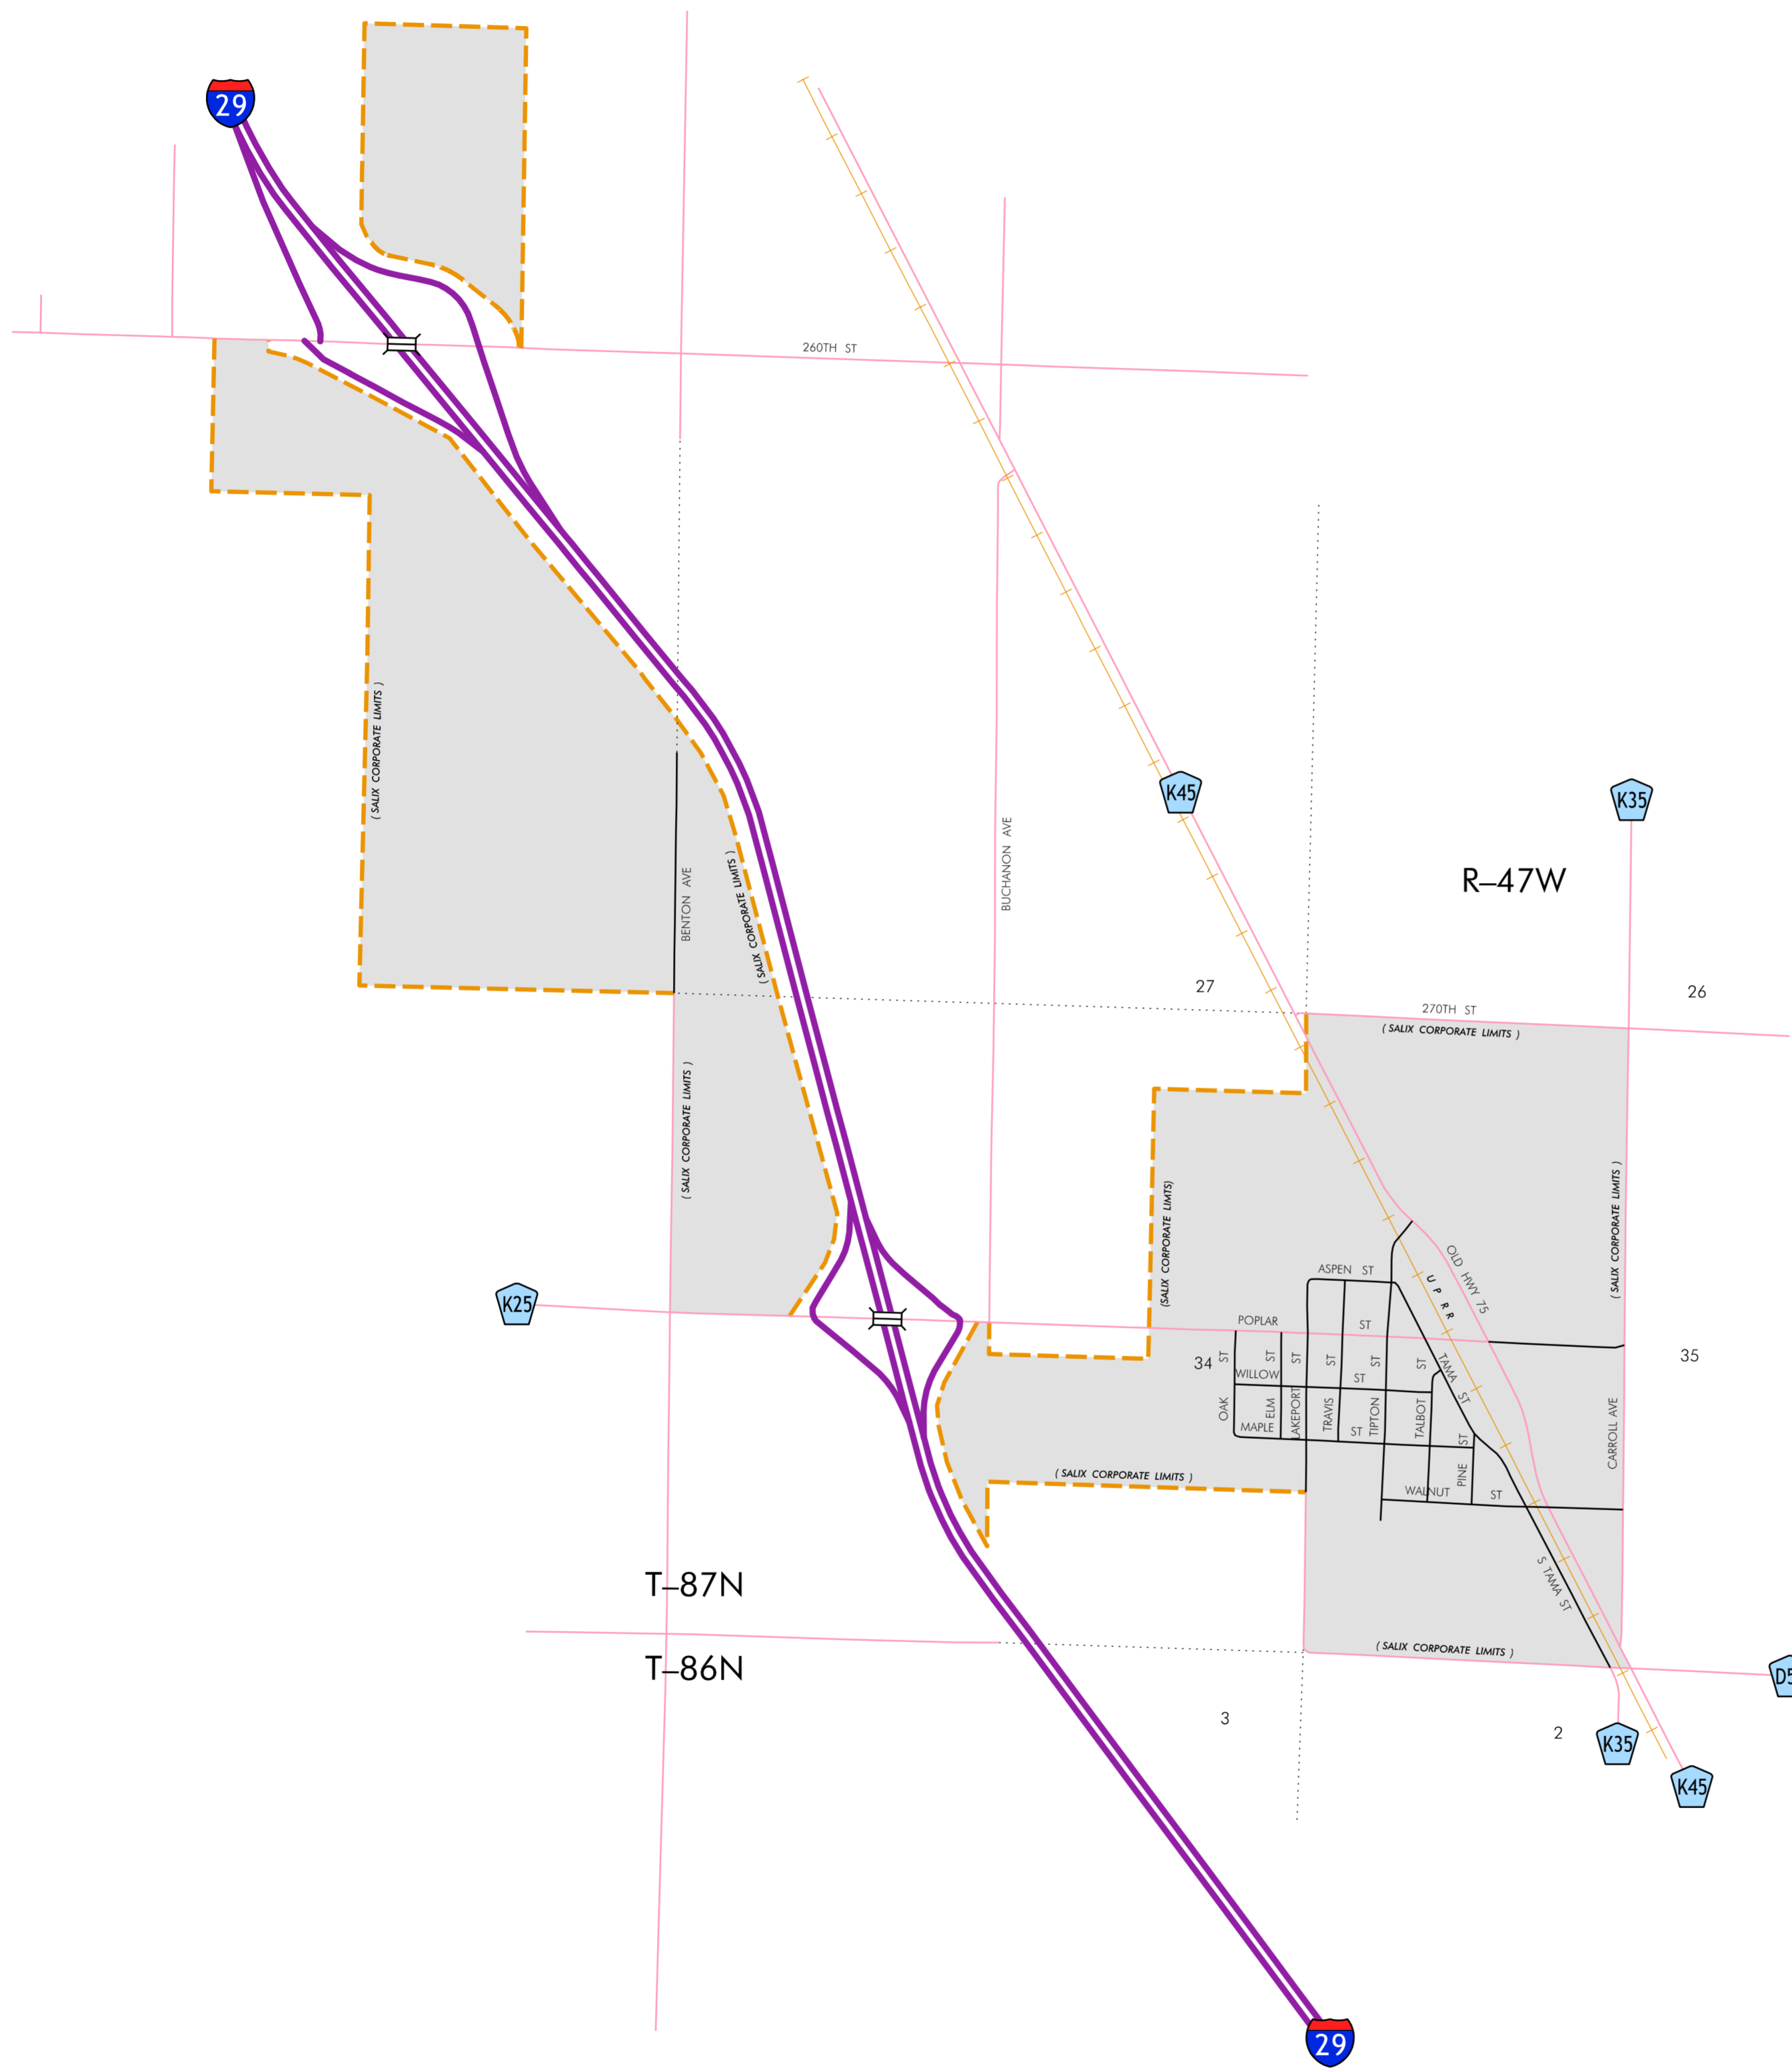 29
260TH ST
( SALIX CORPORATE LIMITS )
BENTON AVE
( SALIX CORPORATE LIMITS )
BUCHANON AVE
K45
K35
R-47W
27
26
270TH ST
( SALIX CORPORATE LIMITS )
( SALIX CORPORATE LIMITS )
(SALIX CORPORATE LIMTS)
( SALIX CORPORATE LIMITS )
K25
OLD HWY 75
U P R R
ASPEN ST
POPLAR ST
34
35
WILLOW ST
OAK ST
ELM ST
LAKEPORT ST
TRAVIS ST
TIPTON ST
TALBOT ST
TAMA ST
MAPLE ST
PINE ST
CARROLL AVE
WALNUT ST
( SALIX CORPORATE LIMITS )
S TAMA ST
T-87N
T-86N
( SALIX CORPORATE LIMITS )
D5
3
2
K35
K45
29